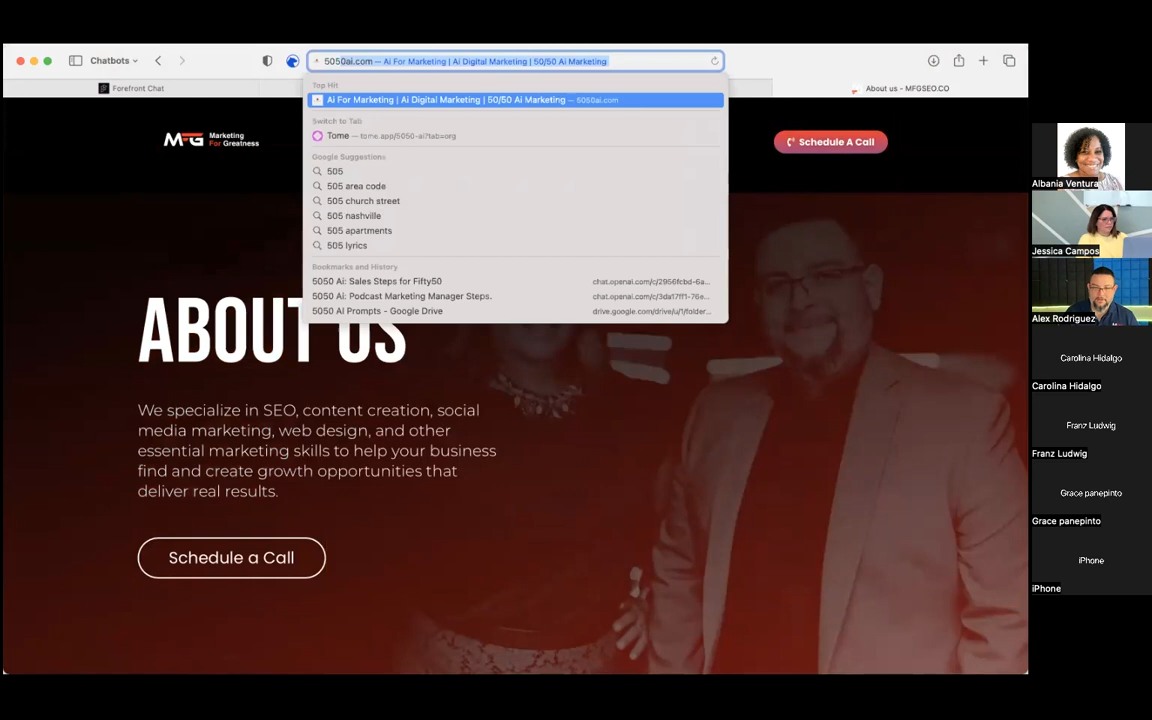 Chatbots
5050ai.com — Ai For Marketing | Ai Digital Marketing | 50/50 Ai Marketing
Forefront Chat
About us - MFGSEO.CO
Top Hit
Ai For Marketing | Ai Digital Marketing | 50/50 Ai Marketing — 5050ai.com
Switch to Tab
Tome — tome.app/5050-ai?tab=org
Google Suggestions
505
505 area code
505 church street
505 nashville
505 apartments
505 lyrics
Bookmarks and History
5050 Ai: Sales Steps for Fifty50
chat.openai.com/c/2956fcbd-6a...
5050 Ai: Podcast Marketing Manager Steps.
chat.openai.com/c/3da17ff1-76e...
5050 AI Prompts - Google Drive
drive.google.com/drive/u/1/folder...
MFG Marketing
For Greatness
Schedule A Call
ABOUT US
We specialize in SEO, content creation, social
media marketing, web design, and other
essential marketing skills to help your business
find and create growth opportunities that
deliver real results.
Schedule a Call
Albania Ventura
Jessica Campos
Alex Rodriguez
Carolina Hidalgo
Carolina Hidalgo
Franz Ludwig
Franz Ludwig
Grace panepinto
Grace panepinto
iPhone
iPhone